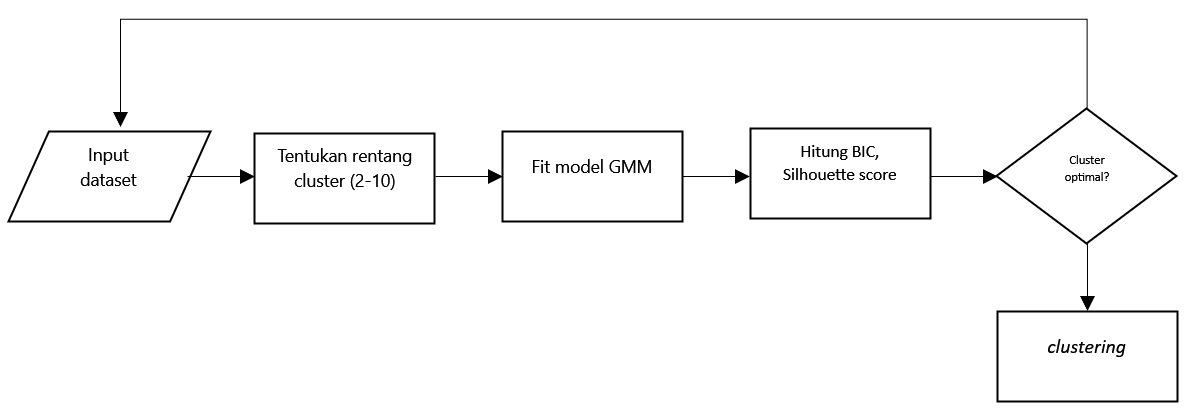 Input
dataset
Tentukan rentang
cluster (2-10)
Fit model GMM
Hitung BIC,
Silhouette score
Cluster
optimal?
clustering